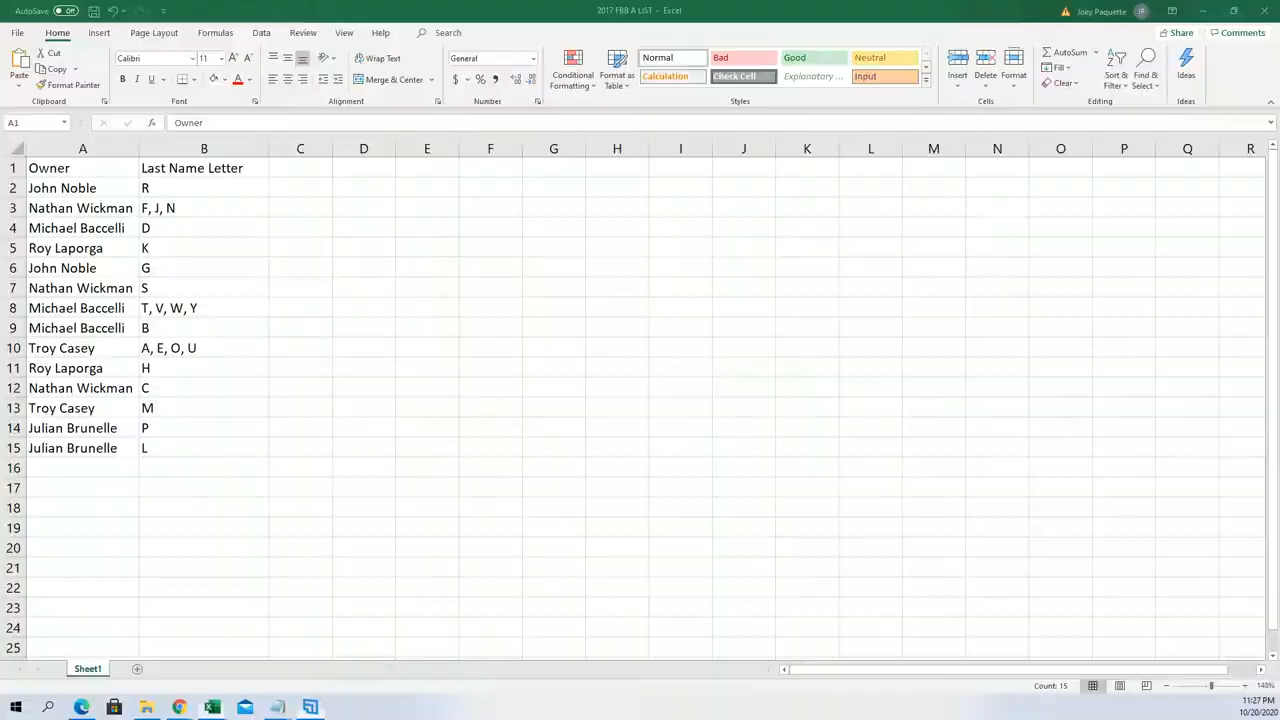 AutoSave Off 2017 FBB A LIST - Excel Joey Paquette JP
File Home Insert Page Layout Formulas Data Review View Help Search Share Comments
Paste Cut Copy Format Painter Clipboard
Calibri 11 B I U A Font
Wrap Text Merge & Center Alignment
General $ % Number
Conditional Formatting Format as Table Normal Bad Good Neutral Calculation Check Cell Explanatory ... Input Styles
Insert Delete Format Cells
AutoSum Fill Clear Sort & Filter Find & Select Editing
Ideas Ideas
A1 fx Owner
A B C D E F G H I J K L M N O P Q R
1 Owner Last Name Letter
2 John Noble R
3 Nathan Wickman F, J, N
4 Michael Baccelli D
5 Roy Laporga K
6 John Noble G
7 Nathan Wickman S
8 Michael Baccelli T, V, W, Y
9 Michael Baccelli B
10 Troy Casey A, E, O, U
11 Roy Laporga H
12 Nathan Wickman C
13 Troy Casey M
14 Julian Brunelle P
15 Julian Brunelle L
16
17
18
19
20
21
22
23
24
25
Sheet1
Count: 15 148%
11:27 PM
10/20/2020